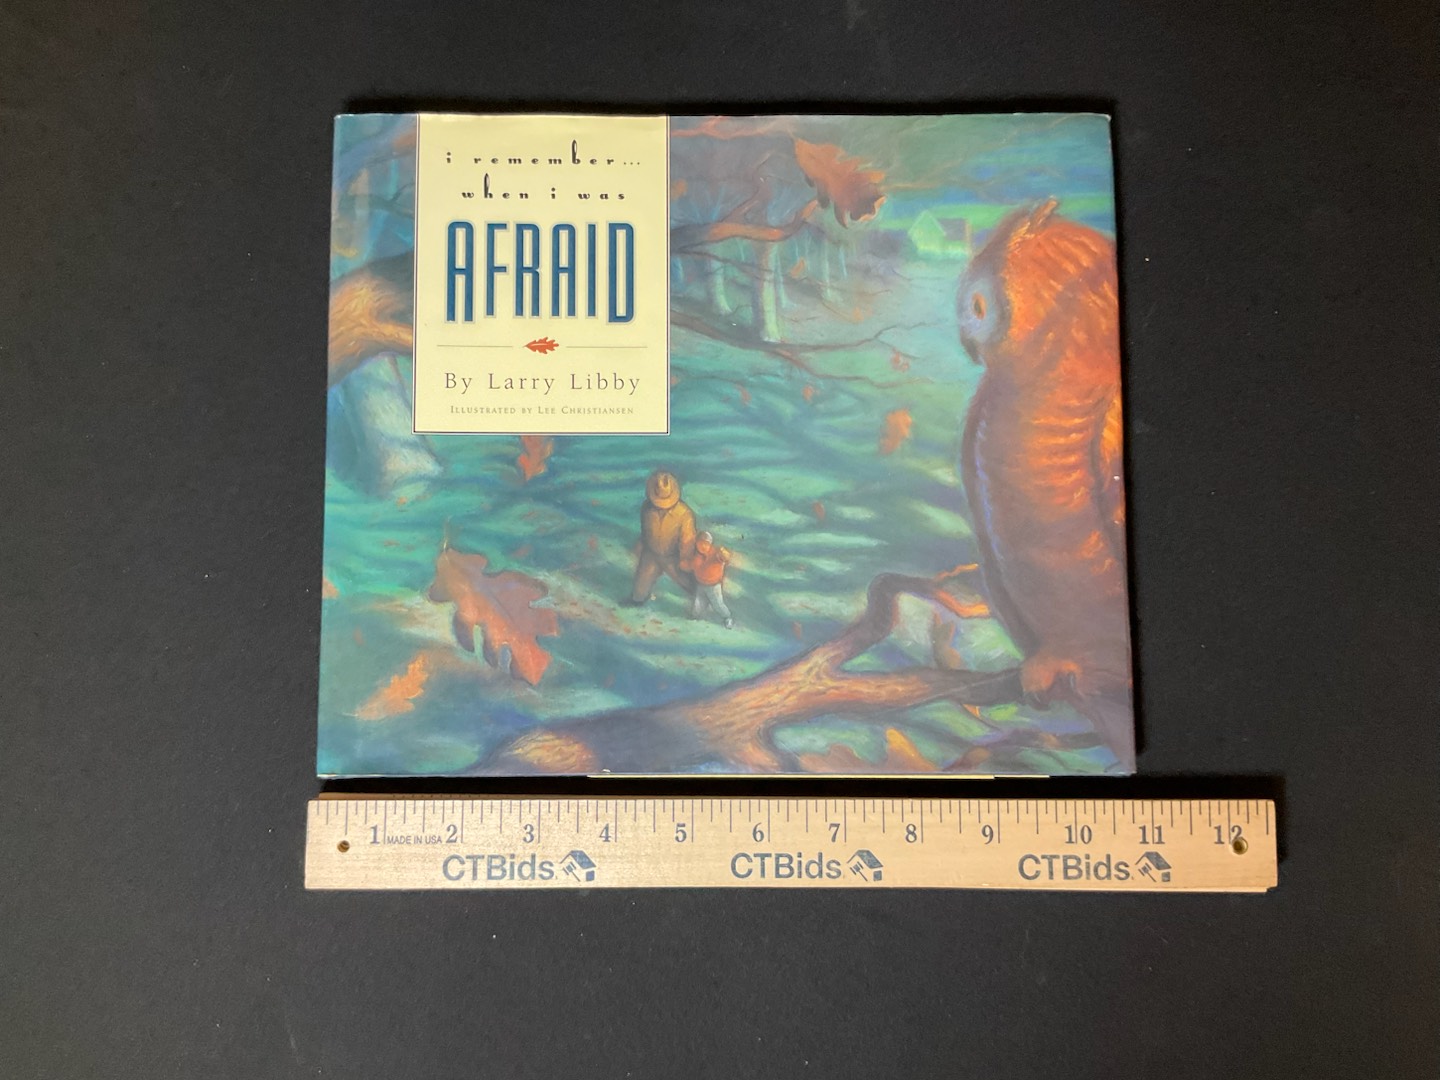 i remember...
when i was
AFRAID
By Larry Libby
Illustrated by Lee Christiansen
1 MADE IN USA 2 3 4 5 6 7 8 9 10 11 12
CTBids. CTBids. CTBids.